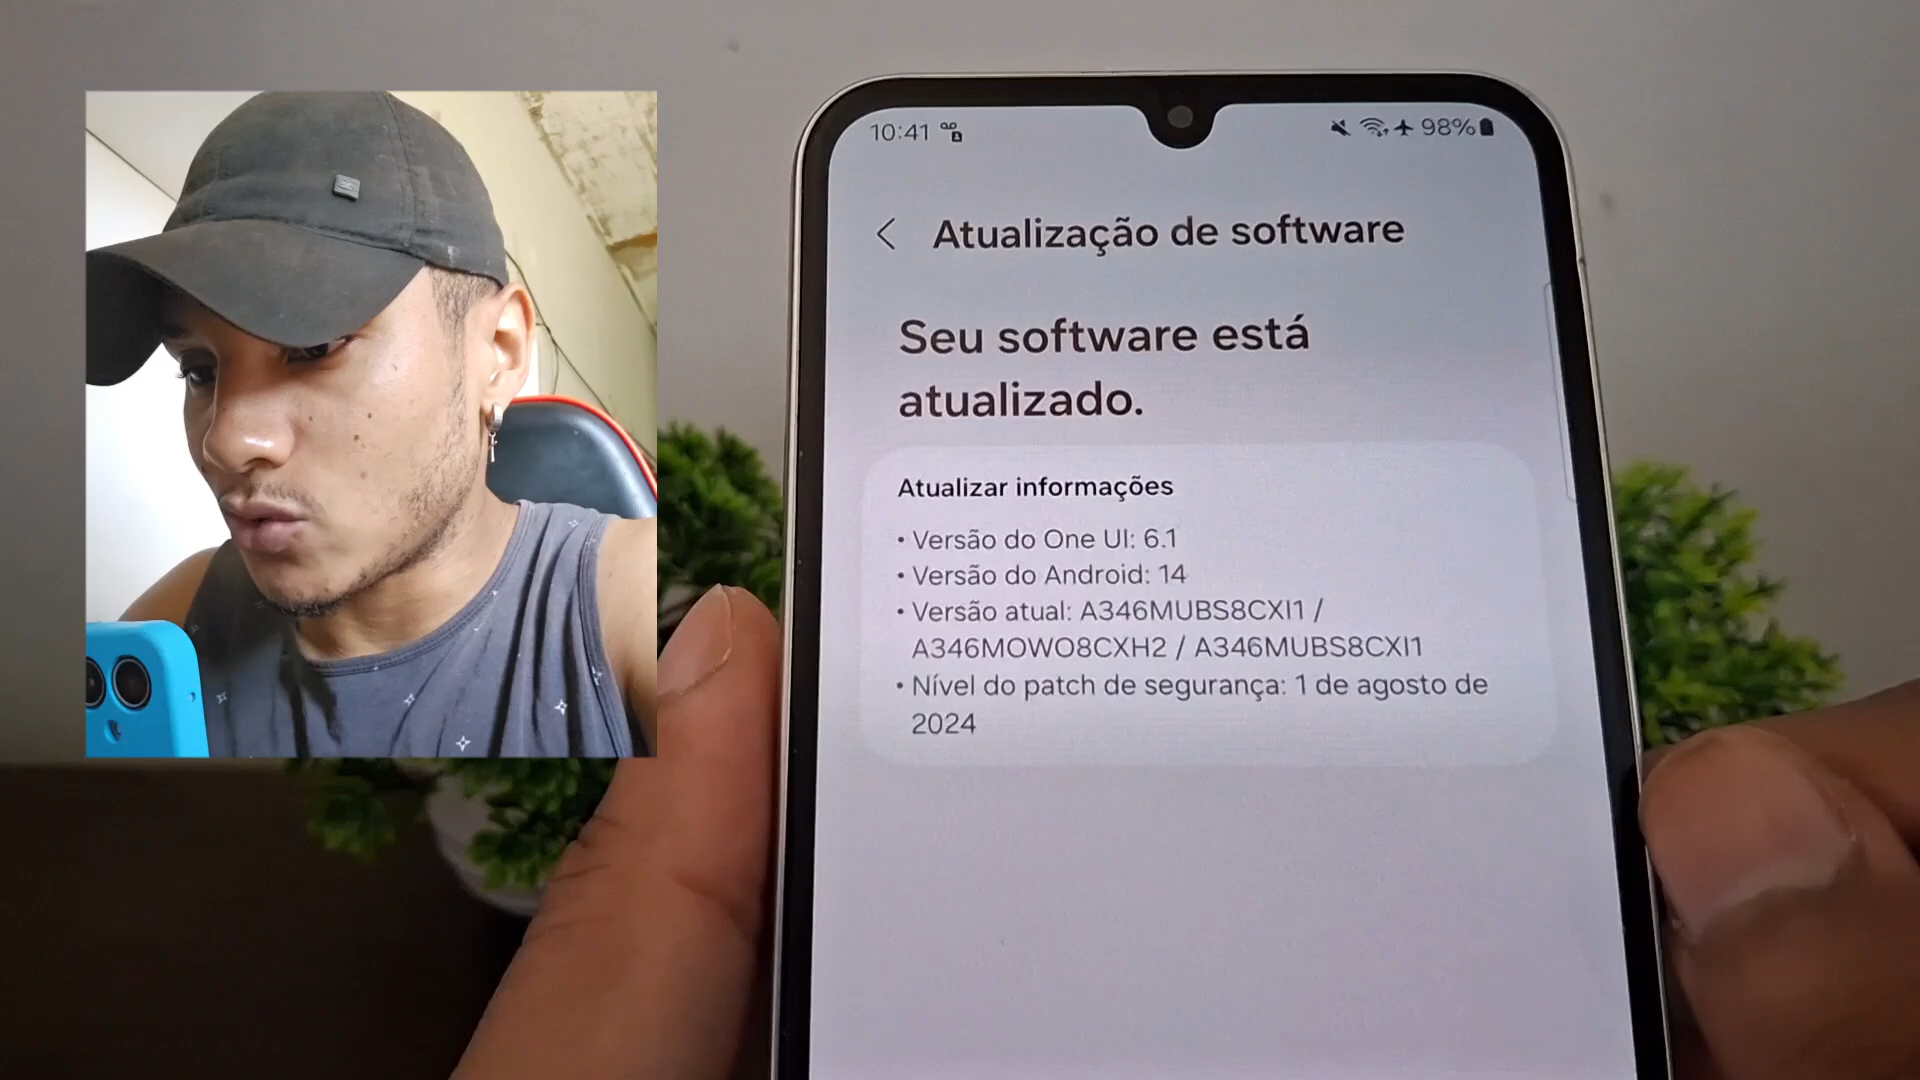 10:41
98%
Atualização de software
Seu software está
atualizado.
Atualizar informações
• Versão do One UI: 6.1
• Versão do Android: 14
• Versão atual: A346MUBS8CXI1 /
A346MOWO8CXH2 / A346MUBS8CXI1
• Nível do patch de segurança: 1 de agosto de
2024